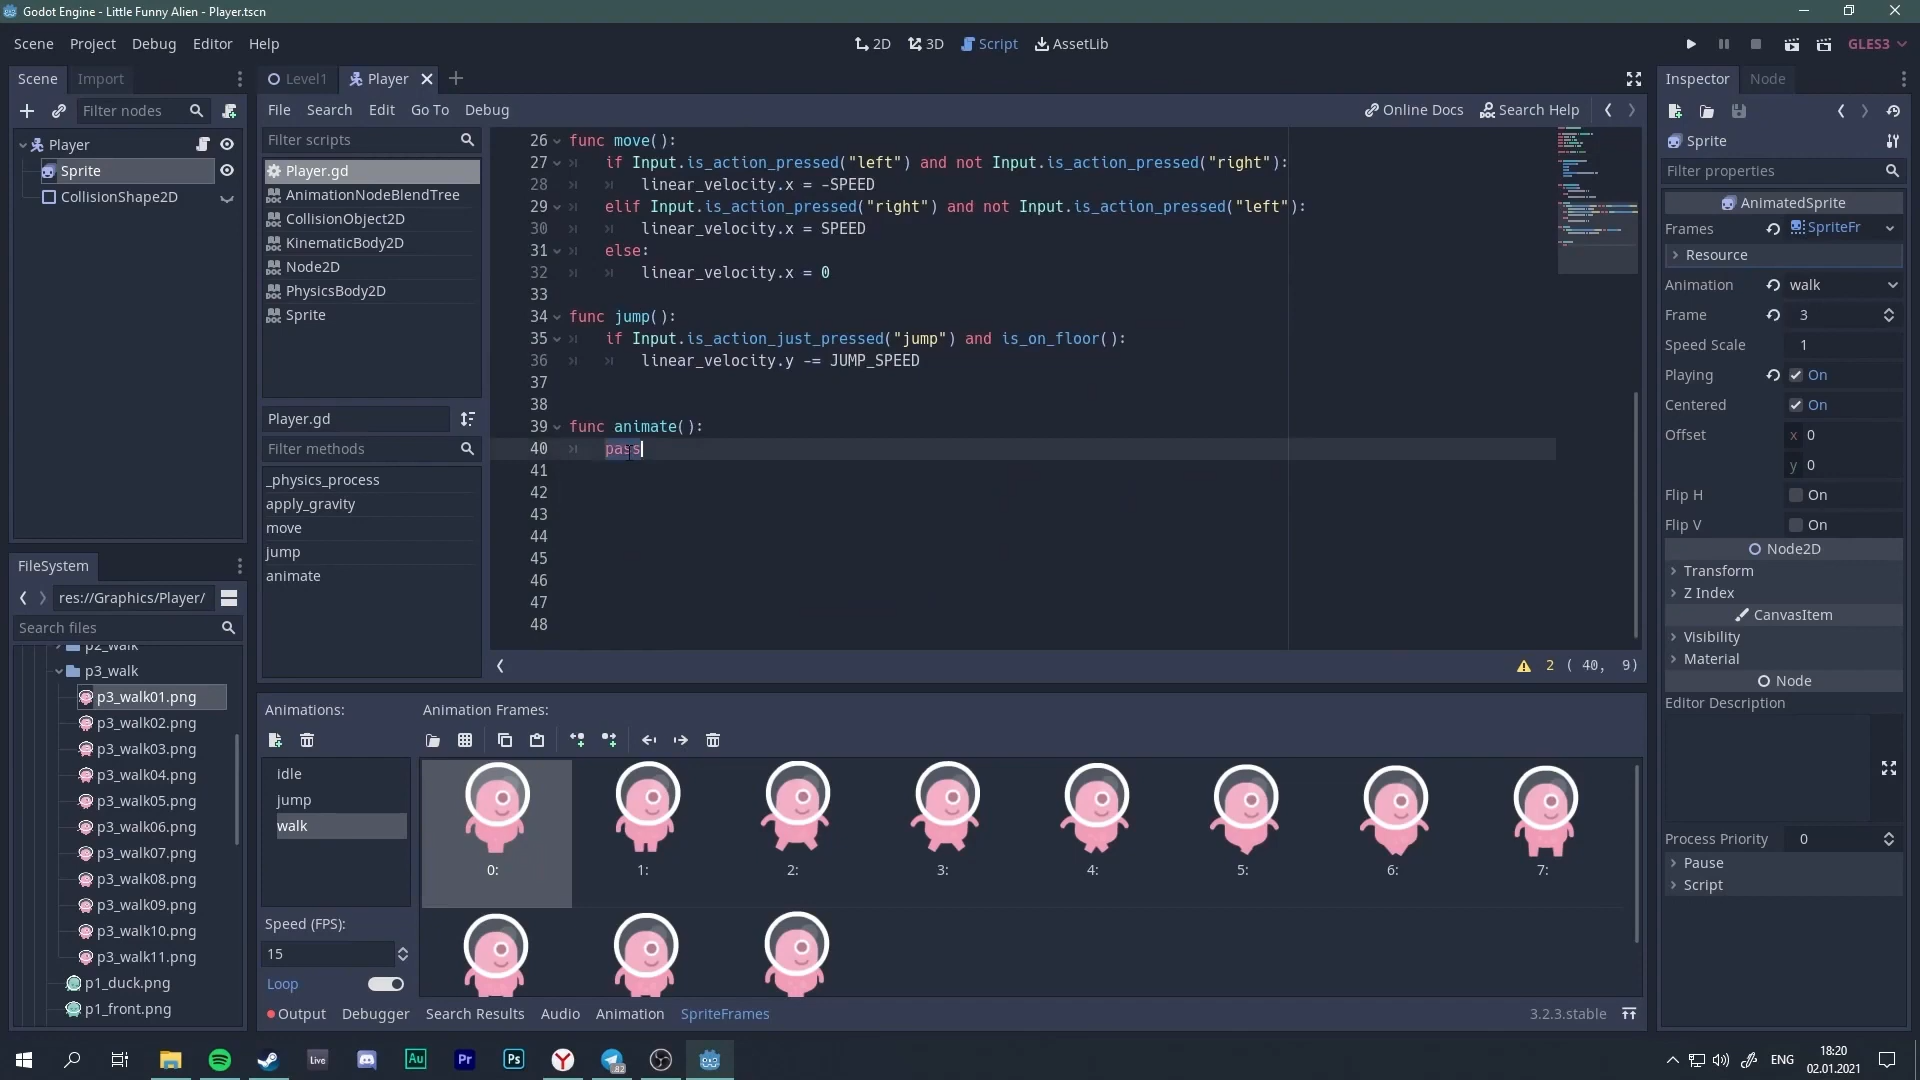 Godot Engine - Little Funny Alien - Player.tscn
Scene Project Debug Editor Help
2D 3D Script AssetLib
GLES3
Scene Import
Filter nodes
Player
Sprite
CollisionShape2D
FileSystem
res://Graphics/Player/
Search files
p2_walk
p3_walk
p3_walk01.png
p3_walk02.png
p3_walk03.png
p3_walk04.png
p3_walk05.png
p3_walk06.png
p3_walk07.png
p3_walk08.png
p3_walk09.png
p3_walk10.png
p3_walk11.png
p1_duck.png
p1_front.png
Level1 Player
File Search Edit Go To Debug
Online Docs Search Help
Filter scripts
Player.gd
AnimationNodeBlendTree
CollisionObject2D
KinematicBody2D
Node2D
PhysicsBody2D
Sprite
Player.gd
Filter methods
_physics_process
apply_gravity
move
jump
animate
26 func move():
27 if Input.is_action_pressed("left") and not Input.is_action_pressed("right"):
28 linear_velocity.x = -SPEED
29 elif Input.is_action_pressed("right") and not Input.is_action_pressed("left"):
30 linear_velocity.x = SPEED
31 else:
32 linear_velocity.x = 0
33
34 func jump():
35 if Input.is_action_just_pressed("jump") and is_on_floor():
36 linear_velocity.y -= JUMP_SPEED
37
38
39 func animate():
40 pass
41
42
43
44
45
46
47
48
2 ( 40, 9)
Animations:
idle
jump
walk
Speed (FPS):
15
Loop
Animation Frames:
0: 1: 2: 3: 4: 5: 6: 7:
Output Debugger Search Results Audio Animation SpriteFrames
3.2.3.stable
Inspector Node
Sprite
Filter properties
AnimatedSprite
Frames SpriteFr
Resource
Animation walk
Frame 3
Speed Scale 1
Playing On
Centered On
Offset x 0
y 0
Flip H On
Flip V On
Node2D
Transform
Z Index
CanvasItem
Visibility
Material
Node
Editor Description
Process Priority 0
Pause
Script
Live
Au
Pr
Ps
82
ENG
18:20
02.01.2021